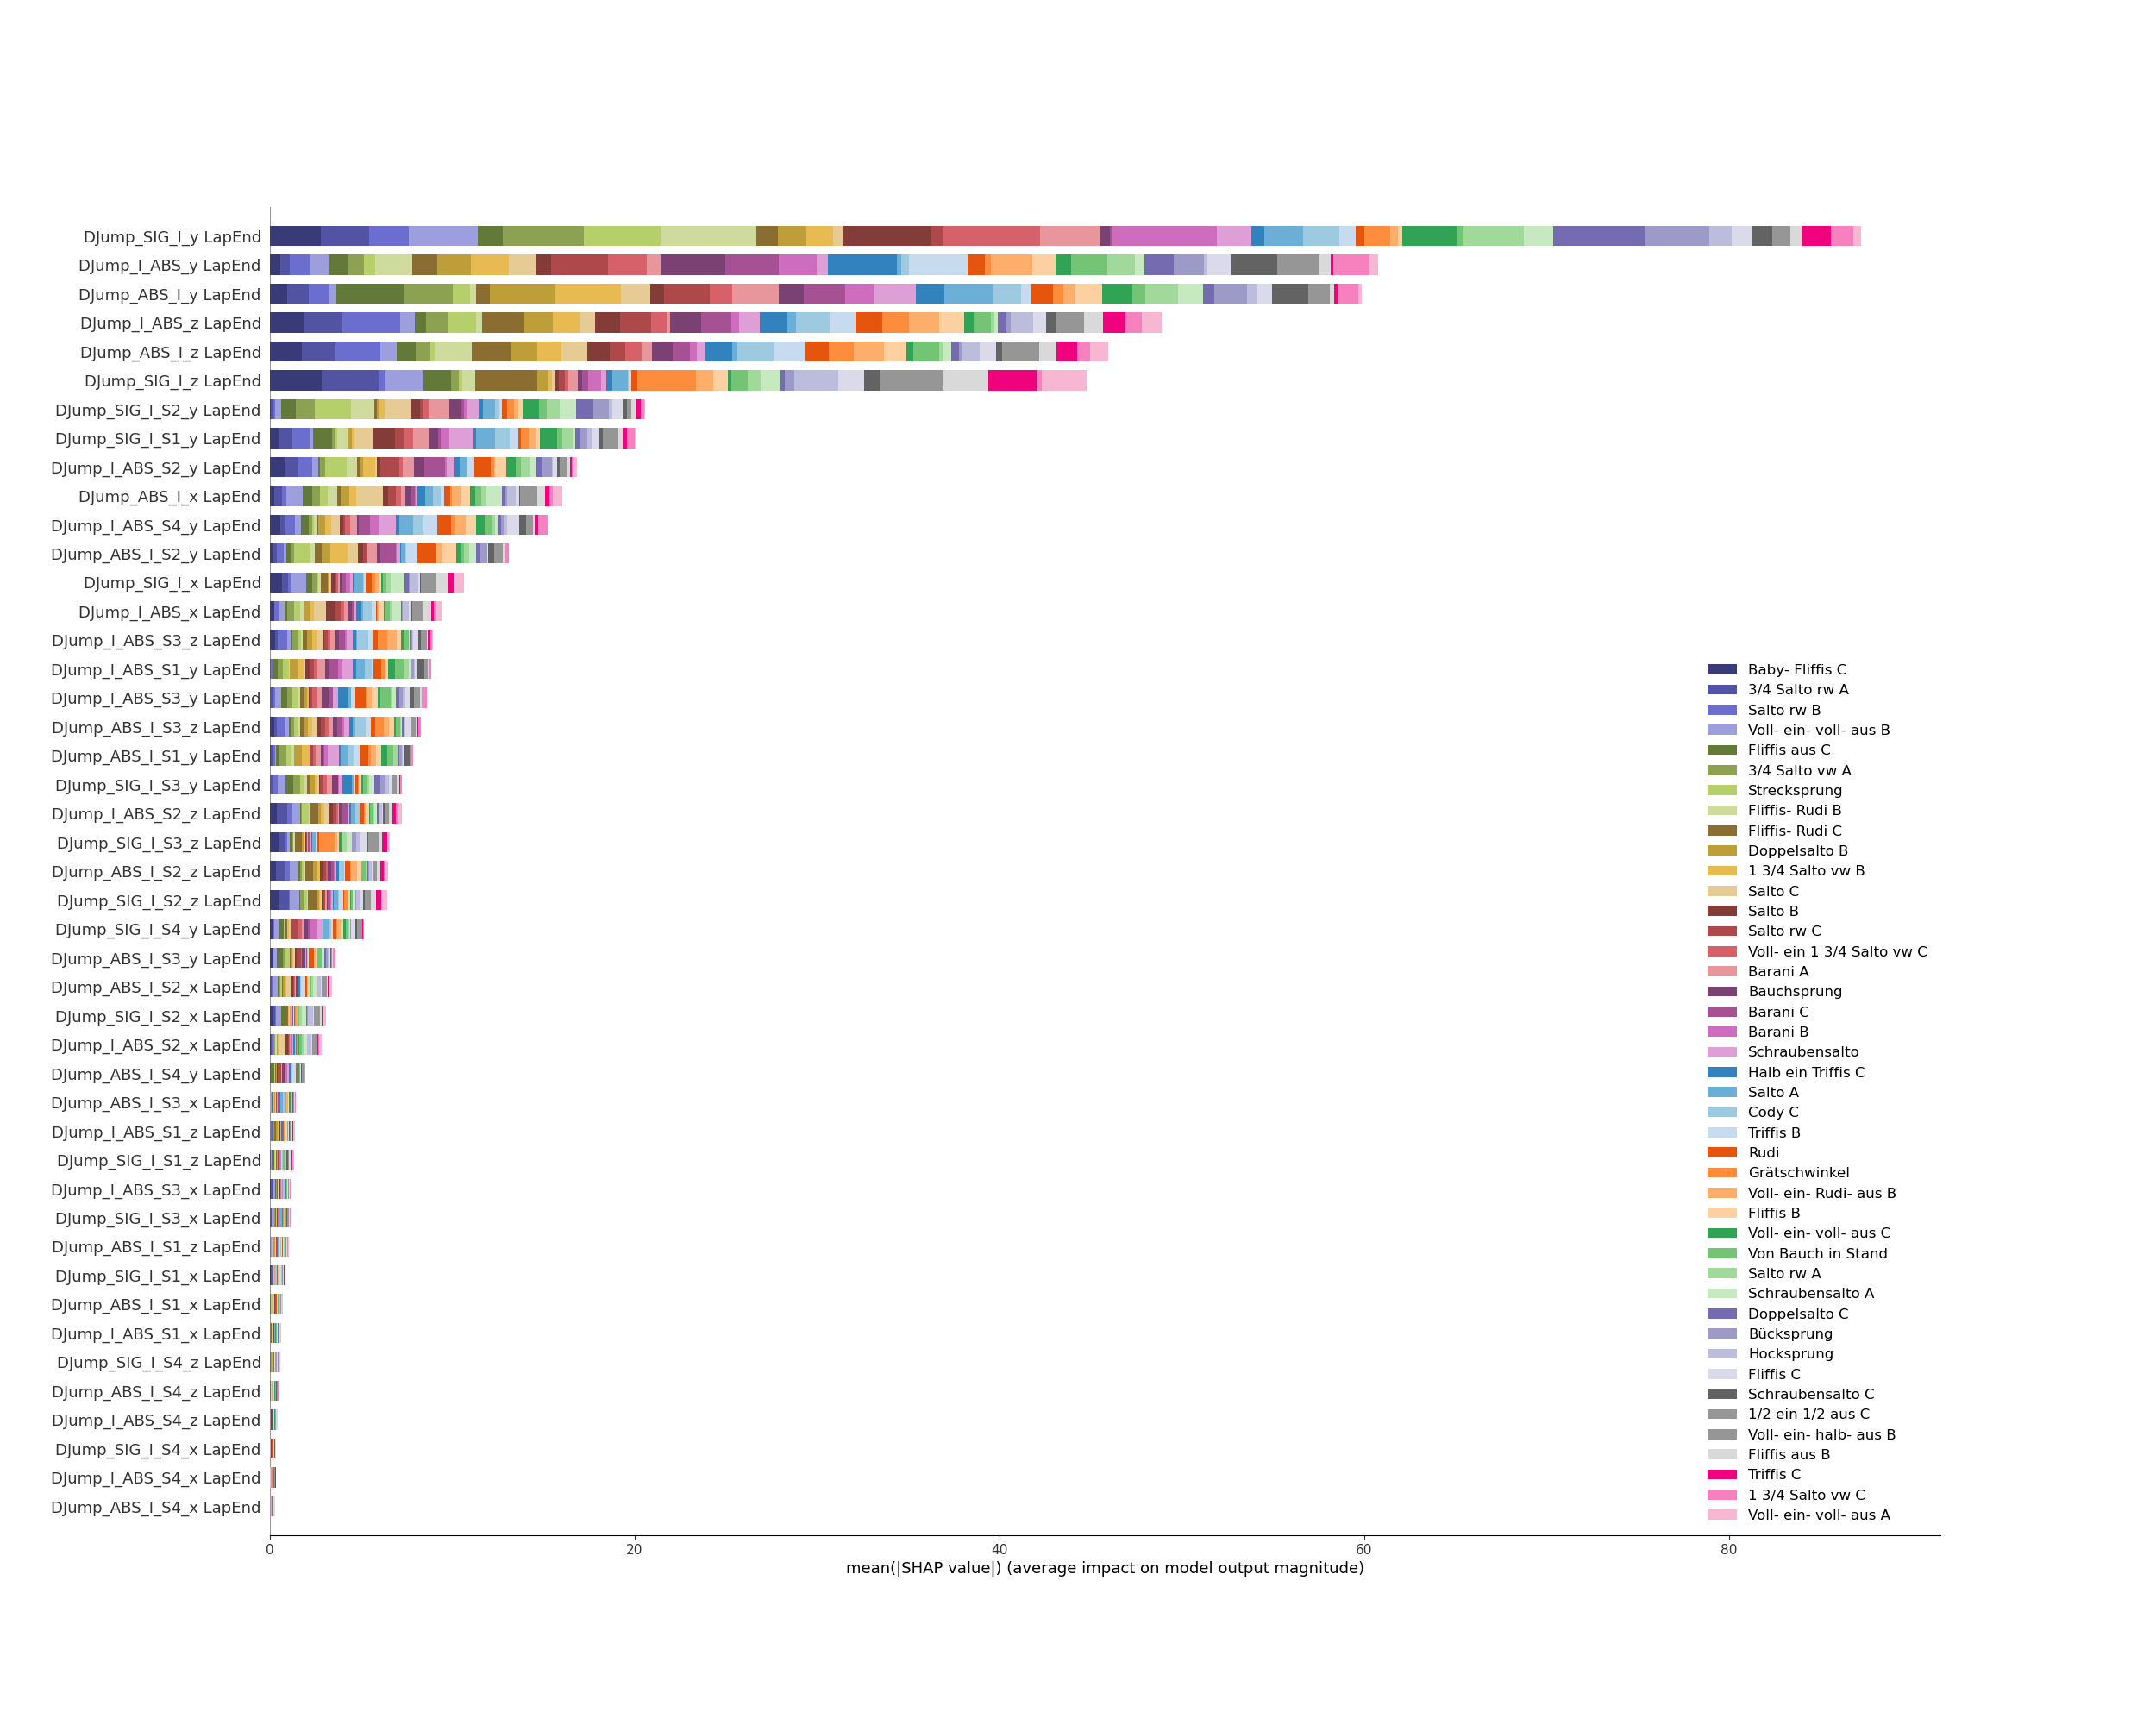 DJump_SIG_I_y LapEnd
DJump_I_ABS_y LapEnd
DJump_ABS_I_y LapEnd
DJump_I_ABS_z LapEnd
DJump_ABS_I_z LapEnd
DJump_SIG_I_z LapEnd
DJump_SIG_I_S2_y LapEnd
DJump_SIG_I_S1_y LapEnd
DJump_I_ABS_S2_y LapEnd
DJump_ABS_I_x LapEnd
DJump_I_ABS_S4_y LapEnd
DJump_ABS_I_S2_y LapEnd
DJump_SIG_I_x LapEnd
DJump_I_ABS_x LapEnd
DJump_I_ABS_S3_z LapEnd
DJump_I_ABS_S1_y LapEnd
DJump_I_ABS_S3_y LapEnd
DJump_ABS_I_S3_z LapEnd
DJump_ABS_I_S1_y LapEnd
DJump_SIG_I_S3_y LapEnd
DJump_I_ABS_S2_z LapEnd
DJump_SIG_I_S3_z LapEnd
DJump_ABS_I_S2_z LapEnd
DJump_SIG_I_S2_z LapEnd
DJump_SIG_I_S4_y LapEnd
DJump_ABS_I_S3_y LapEnd
DJump_ABS_I_S2_x LapEnd
DJump_SIG_I_S2_x LapEnd
DJump_I_ABS_S2_x LapEnd
DJump_ABS_I_S4_y LapEnd
DJump_ABS_I_S3_x LapEnd
DJump_I_ABS_S1_z LapEnd
DJump_SIG_I_S1_z LapEnd
DJump_I_ABS_S3_x LapEnd
DJump_SIG_I_S3_x LapEnd
DJump_ABS_I_S1_z LapEnd
DJump_SIG_I_S1_x LapEnd
DJump_ABS_I_S1_x LapEnd
DJump_I_ABS_S1_x LapEnd
DJump_SIG_I_S4_z LapEnd
DJump_ABS_I_S4_z LapEnd
DJump_I_ABS_S4_z LapEnd
DJump_SIG_I_S4_x LapEnd
DJump_I_ABS_S4_x LapEnd
DJump_ABS_I_S4_x LapEnd
Baby- Fliffis C
3/4 Salto rw A
Salto rw B
Voll- ein- voll- aus B
Fliffis aus C
3/4 Salto vw A
Strecksprung
Fliffis- Rudi B
Fliffis- Rudi C
Doppelsalto B
1 3/4 Salto vw B
Salto C
Salto B
Salto rw C
Voll- ein 1 3/4 Salto vw C
Barani A
Bauchsprung
Barani C
Barani B
Schraubensalto
Halb ein Triffis C
Salto A
Cody C
Triffis B
Rudi
Grätschwinkel
Voll- ein- Rudi- aus B
Fliffis B
Voll- ein- voll- aus C
Von Bauch in Stand
Salto rw A
Schraubensalto A
Doppelsalto C
Bücksprung
Hocksprung
Fliffis C
Schraubensalto C
1/2 ein 1/2 aus C
Voll- ein- halb- aus B
Fliffis aus B
Triffis C
1 3/4 Salto vw C
Voll- ein- voll- aus A
0 20 40 60 80
mean(|SHAP value|) (average impact on model output magnitude)